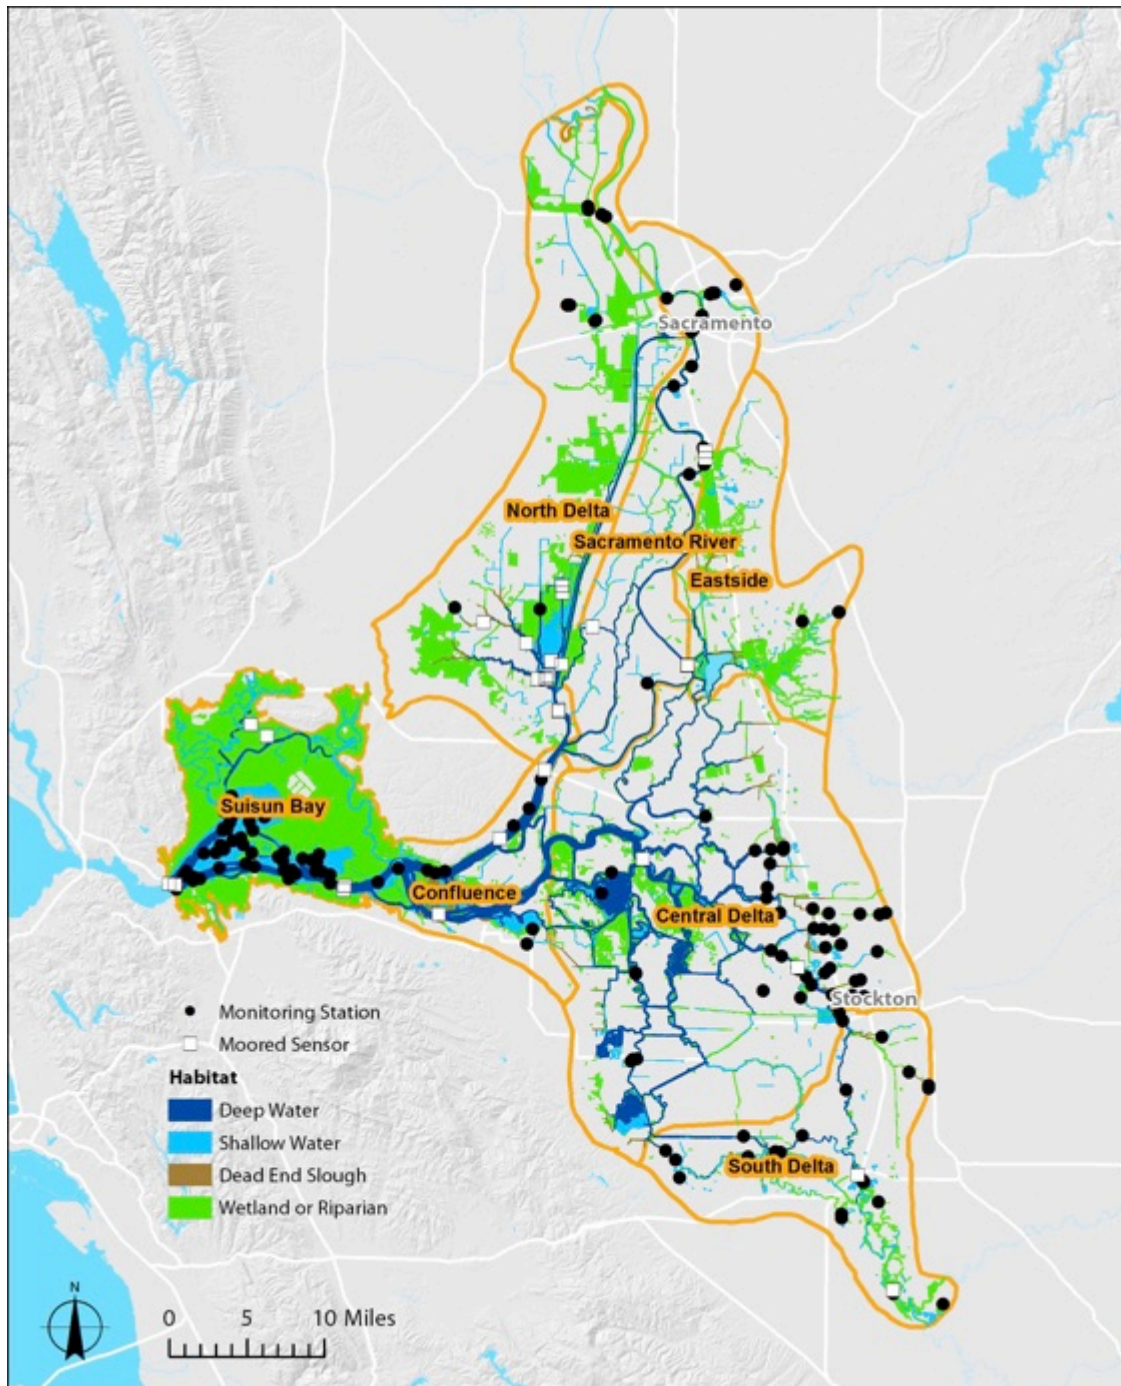 Sacramento
North Delta
Sacramento River
Eastside
Suisun Bay
Confluence
Central Delta
Stockton
South Delta
Monitoring Station
Moored Sensor
Habitat
Deep Water
Shallow Water
Dead End Slough
Wetland or Riparian
N
0 5 10 Miles